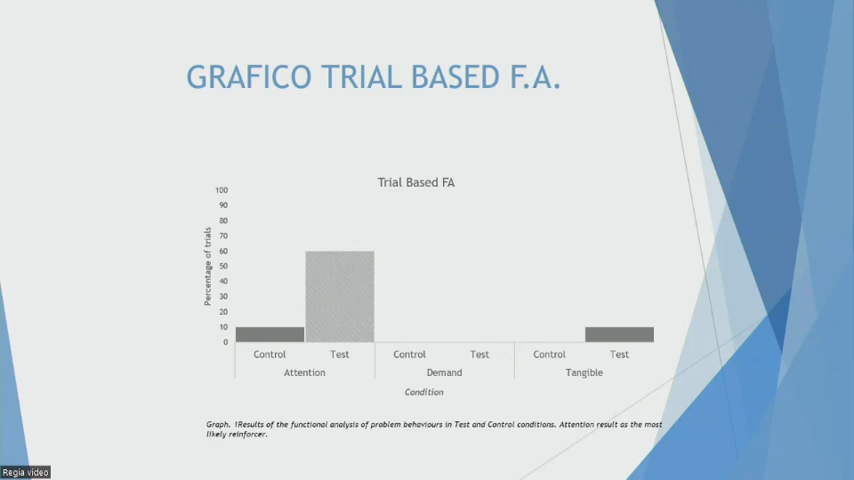 GRAFICO TRIAL BASED F.A.
Trial Based FA
Percentage of trials
100
90
80
70
60
50
40
30
20
10
0
Control Test Control Test Control Test
Attention Demand Tangible
Condition
Graph. 1Results of the functional analysis of problem behaviours in Test and Control conditions. Attention result as the most
likely reinforcer.
Regia video